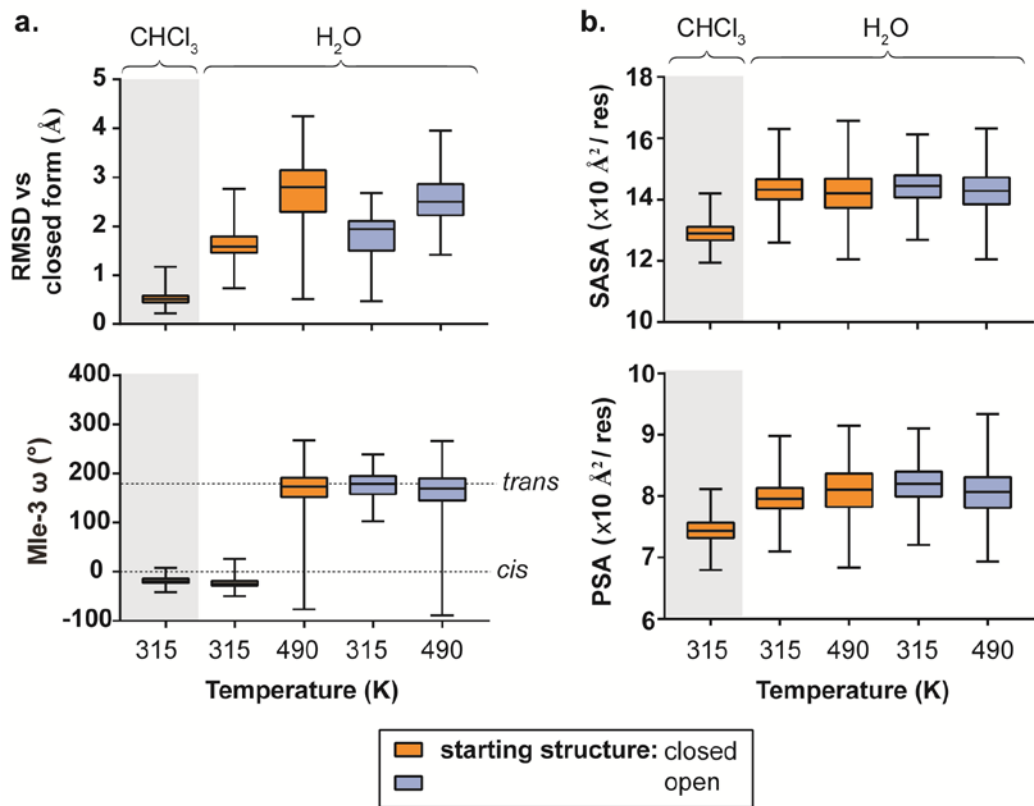 a.
CHCl3
H2O
RMSD vs
closed form (Å)
5
4
3
2
1
0
Mle-3 ω (°)
400
300
200
100
0
-100
trans
cis
315
315
490
315
490
Temperature (K)
b.
CHCl3
H2O
SASA (x10 Å2/ res)
18
16
14
12
10
PSA (x10 Å2/ res)
10
9
8
7
6
315
315
490
315
490
Temperature (K)
starting structure: closed
open